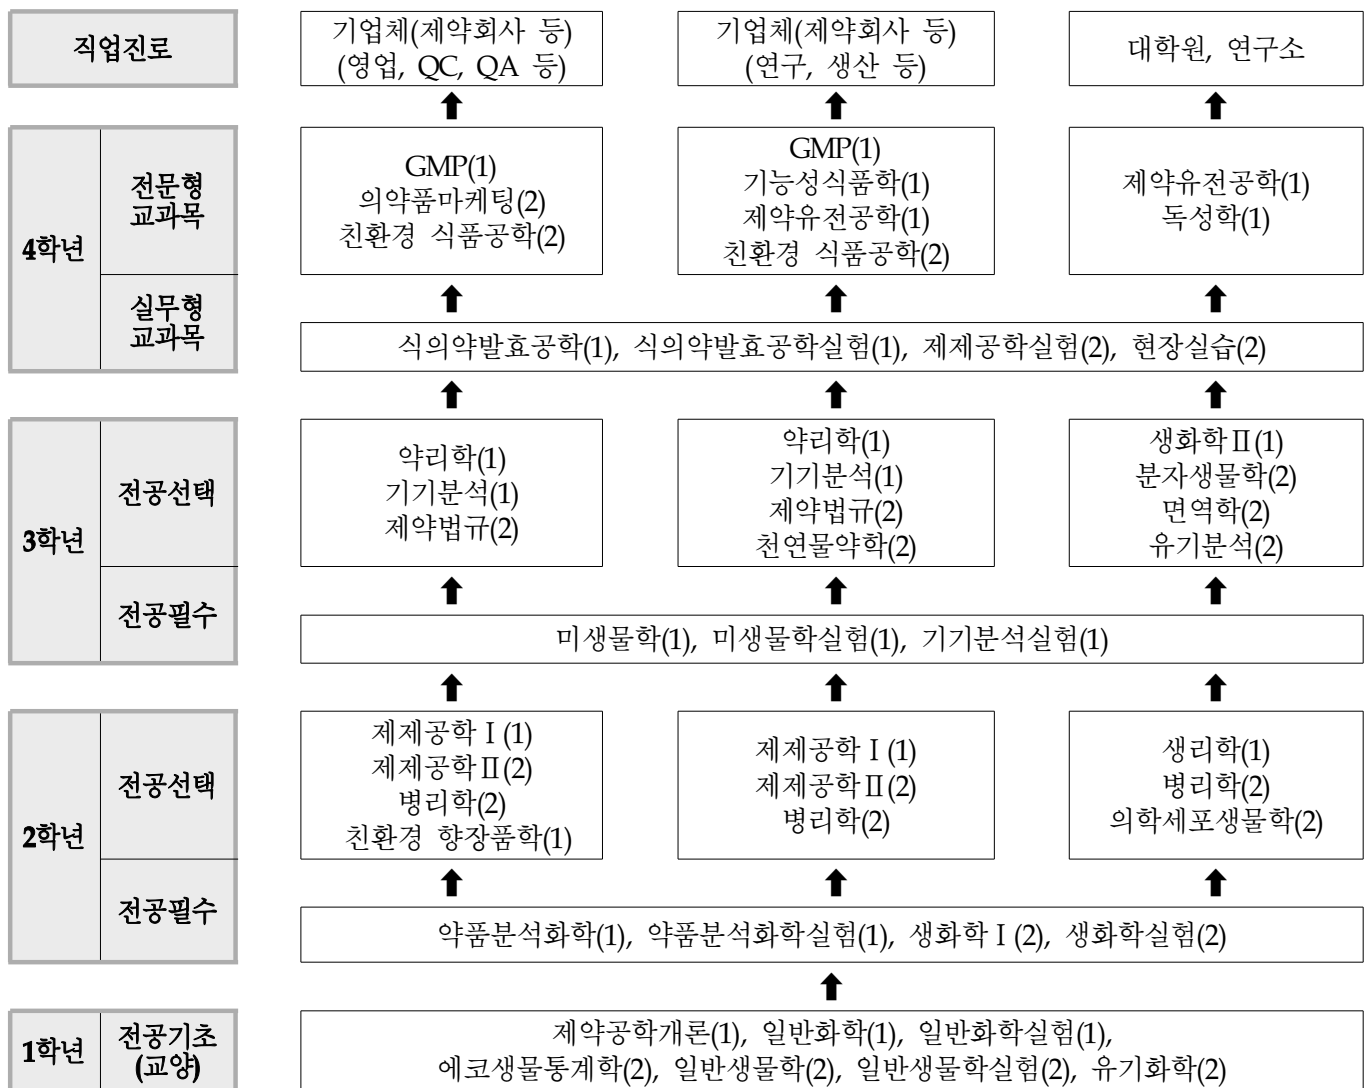 직업진로
기업체(제약회사 등)
(영업, QC, QA 등)
기업체(제약회사 등)
(연구, 생산 등)
대학원, 연구소
4학년
전문형
교과목
GMP(1)
의약품마케팅(2)
친환경 식품공학(2)
GMP(1)
기능성식품학(1)
제약유전공학(1)
친환경 식품공학(2)
제약유전공학(1)
독성학(1)
실무형
교과목
식의약발효공학(1), 식의약발효공학실험(1), 제제공학실험(2), 현장실습(2)
3학년
전공선택
약리학(1)
기기분석(1)
제약법규(2)
약리학(1)
기기분석(1)
제약법규(2)
천연물약학(2)
생화학Ⅱ(1)
분자생물학(2)
면역학(2)
유기분석(2)
전공필수
미생물학(1), 미생물학실험(1), 기기분석실험(1)
2학년
전공선택
제제공학Ⅰ(1)
제제공학Ⅱ(2)
병리학(2)
친환경 향장품학(1)
제제공학Ⅰ(1)
제제공학Ⅱ(2)
병리학(2)
생리학(1)
병리학(2)
의학세포생물학(2)
전공필수
약품분석화학(1), 약품분석화학실험(1), 생화학Ⅰ(2), 생화학실험(2)
1학년
전공기초
(교양)
제약공학개론(1), 일반화학(1), 일반화학실험(1),
에코생물통계학(2), 일반생물학(2), 일반생물학실험(2), 유기화학(2)